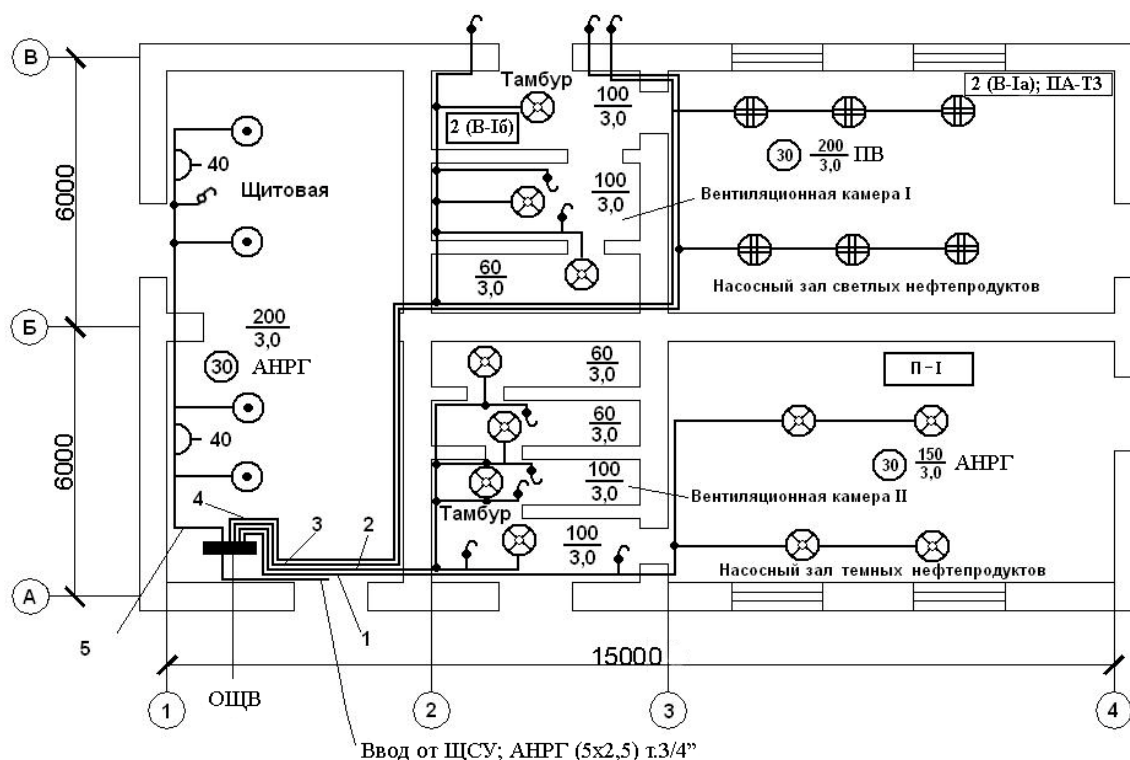 В
Тамбур
100
3,0
2 (В-Iа); ПА-Т3
2 (В-Iб)
30
200
3,0
ПВ
40
Щитовая
100
3,0
Вентиляционная камера I
6000
60
3,0
Насосный зал светлых нефтепродуктов
Б
200
3,0
30
АНРГ
60
3,0
П-I
60
3,0
40
30
150
3,0
АНРГ
100
3,0
Вентиляционная камера II
6000
4
3
2
Тамбур
100
3,0
Насосный зал темных нефтепродуктов
А
5
1
15000
ОЩВ
1
2
3
4
Ввод от ЩСУ; АНРГ (5х2,5) т.3/4”